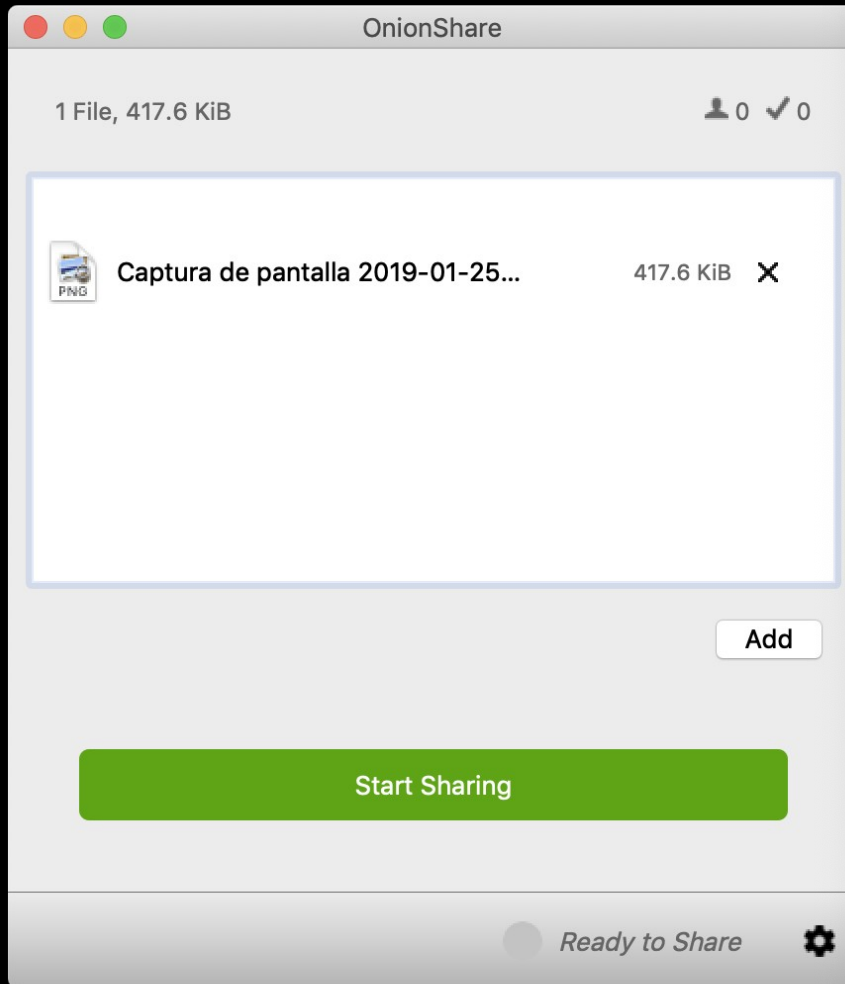 OnionShare
1 File, 417.6 KiB
0 0
PNG
Captura de pantalla 2019-01-25... 417.6 KiB
Add
Start Sharing
Ready to Share